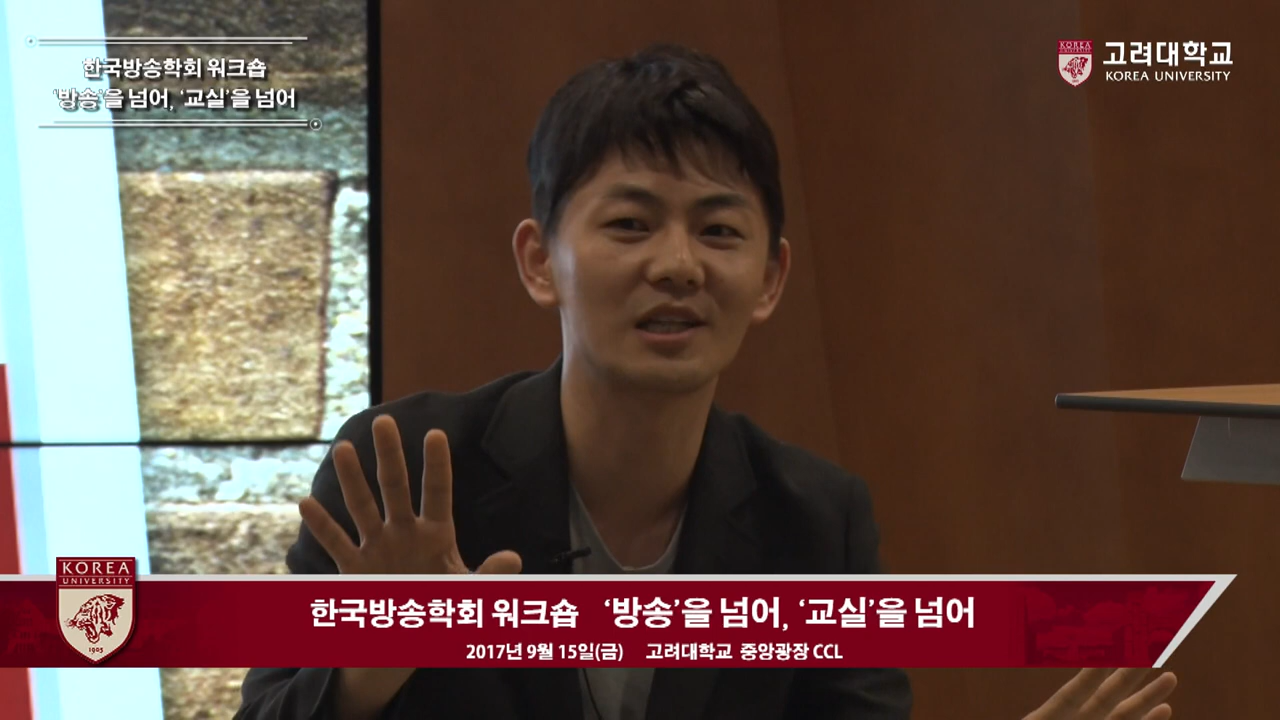 한국방송학회 워크숍
‘방송’을 넘어, ‘교실’을 넘어
KOREA
UNIVERSITY
고려대학교
KOREA UNIVERSITY
KOREA
UNIVERSITY
1905
한국방송학회 워크숍 ‘방송’을 넘어, ‘교실’을 넘어
2017년 9월 15일(금) 고려대학교 중앙광장 CCL